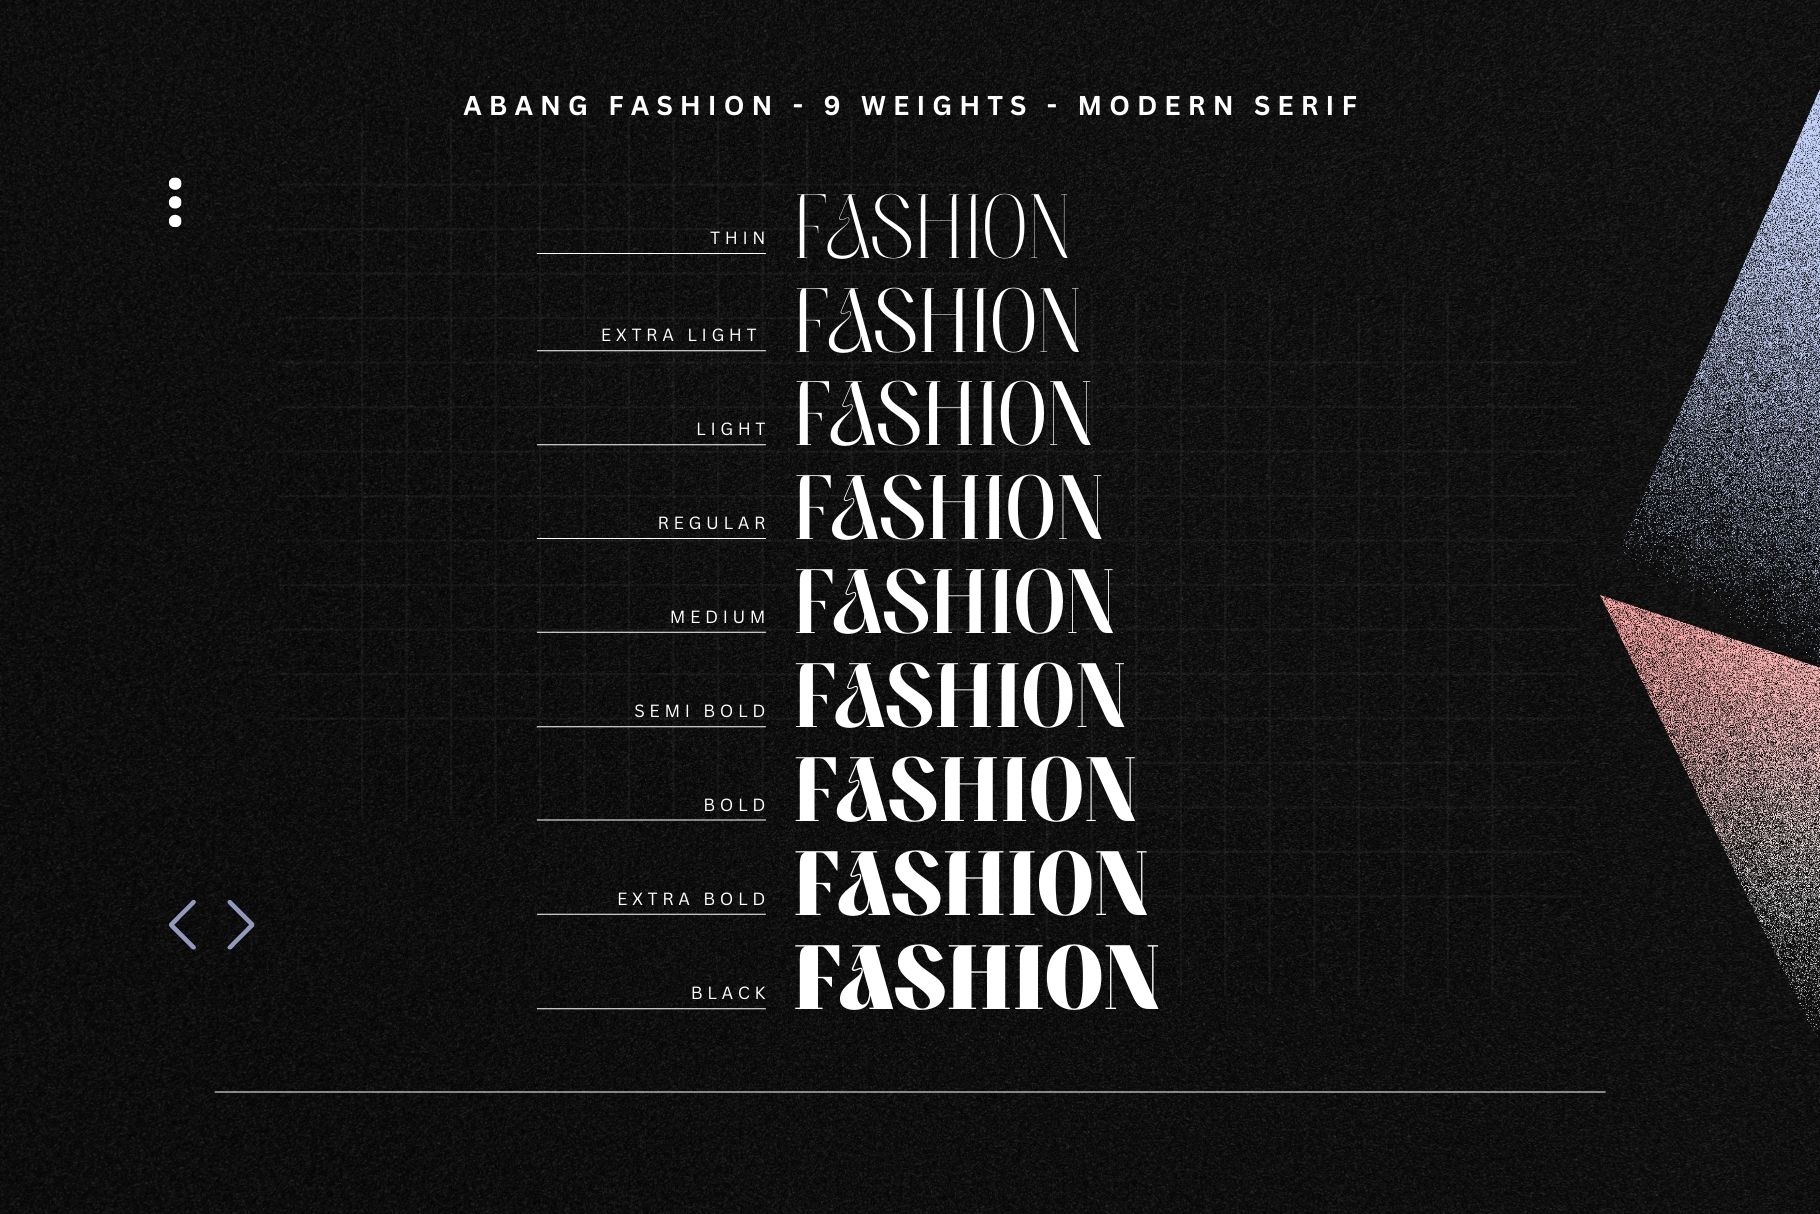 ABANG FASHION - 9 WEIGHTS - MODERN SERIF
THIN FASHION
EXTRA LIGHT FASHION
LIGHT FASHION
REGULAR FASHION
MEDIUM FASHION
SEMI BOLD FASHION
BOLD FASHION
EXTRA BOLD FASHION
BLACK FASHION